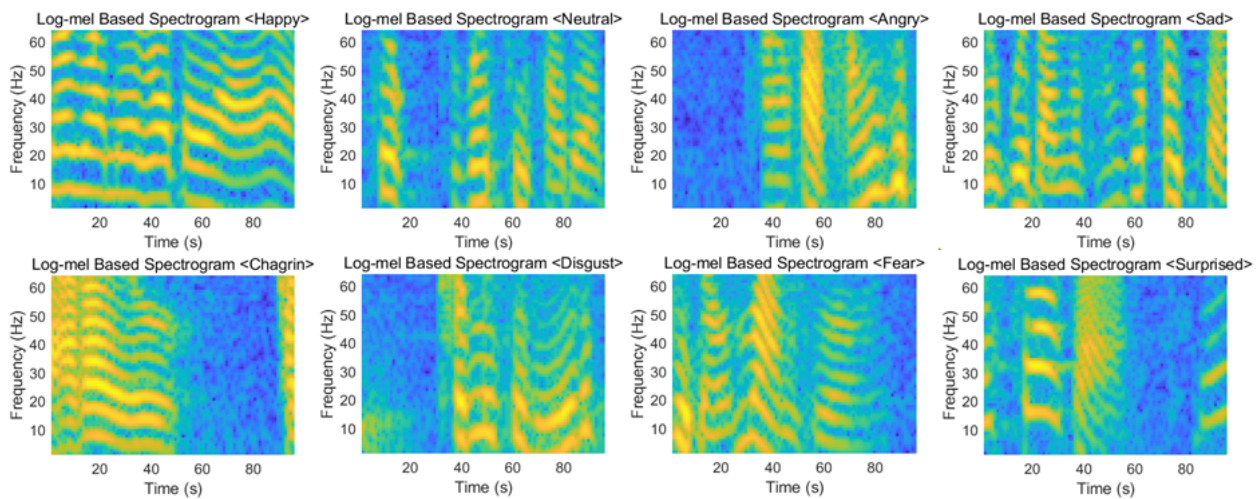 Log-mel Based Spectrogram <Happy>
Frequency (Hz)
60
50
40
30
20
10
20 40 60 80
Time (s)
Log-mel Based Spectrogram <Neutral>
Frequency (Hz)
60
50
40
30
20
10
20 40 60 80
Time (s)
Log-mel Based Spectrogram <Angry>
Frequency (Hz)
60
50
40
30
20
10
20 40 60 80
Time (s)
Log-mel Based Spectrogram <Sad>
Frequency (Hz)
60
50
40
30
20
10
20 40 60 80
Time (s)
Log-mel Based Spectrogram <Chagrin>
Frequency (Hz)
60
50
40
30
20
10
20 40 60 80
Time (s)
Log-mel Based Spectrogram <Disgust>
Frequency (Hz)
60
50
40
30
20
10
20 40 60 80
Time (s)
Log-mel Based Spectrogram <Fear>
Frequency (Hz)
60
50
40
30
20
10
20 40 60 80
Time (s)
Log-mel Based Spectrogram <Surprised>
Frequency (Hz)
60
50
40
30
20
10
20 40 60 80
Time (s)